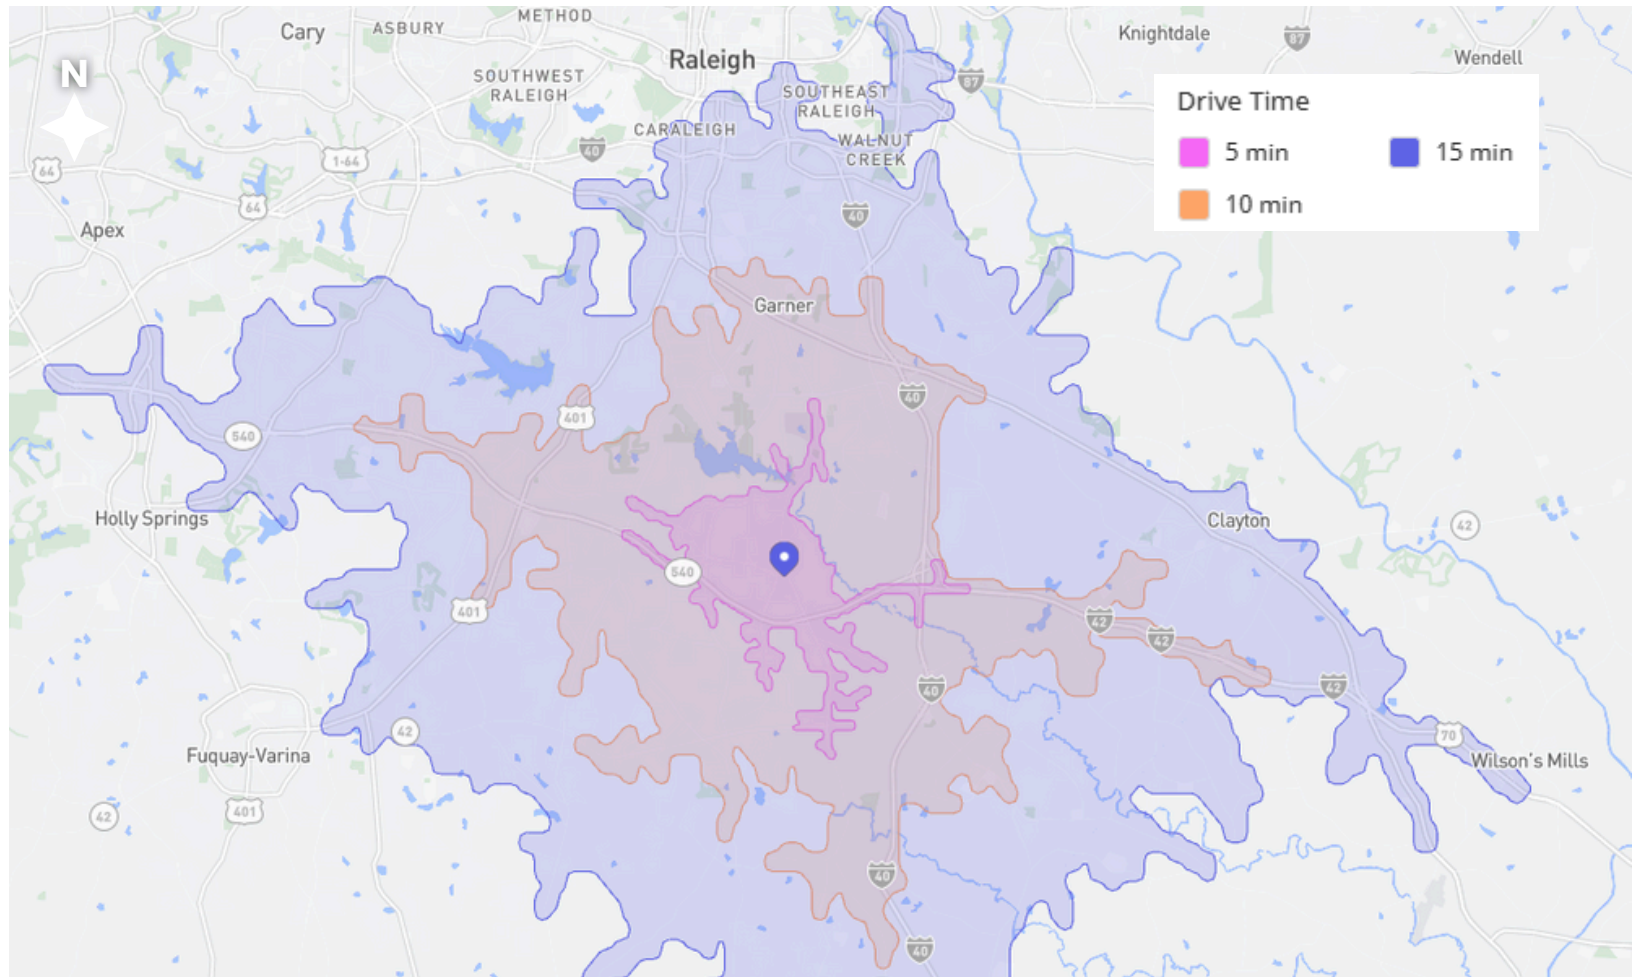 METHOD
Cary
ASBURY
Knightdale
87
Raleigh
Wendell
N
SOUTHWEST
RALEIGH
87
SOUTHEAST
RALEIGH
Drive Time
CARALEIGH
WALNUT
CREEK
40
5 min
15 min
64
1-64
64
10 min
40
Apex
Garner
40
401
540
Holly Springs
Clayton
42
540
401
42
42
40
42
42
Fuquay-Varina
70
Wilson's Mills
401
42
40
40